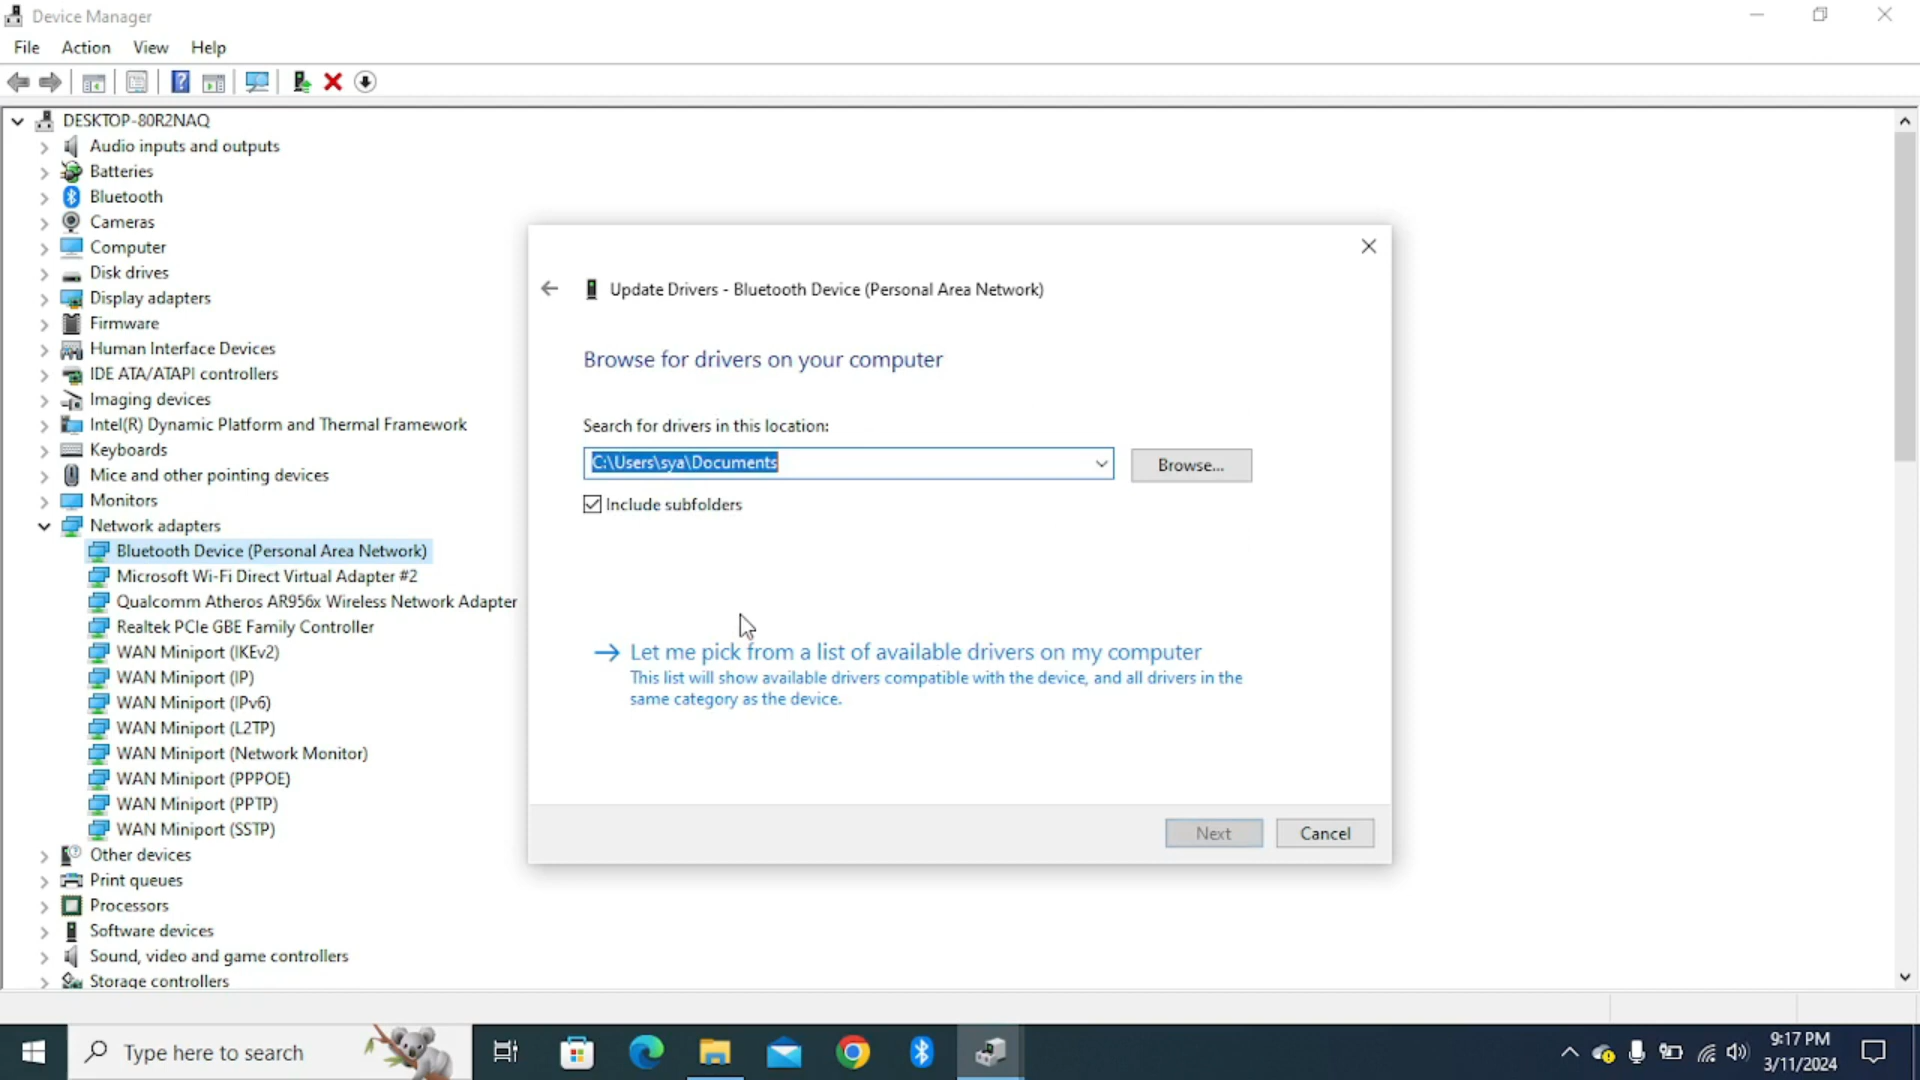 Device Manager
File Action View Help
DESKTOP-80R2NAQ
Audio inputs and outputs
Batteries
Bluetooth
Cameras
Computer
Disk drives
Display adapters
Firmware
Human Interface Devices
IDE ATA/ATAPI controllers
Imaging devices
Intel(R) Dynamic Platform and Thermal Framework
Keyboards
Mice and other pointing devices
Monitors
Network adapters
Bluetooth Device (Personal Area Network)
Microsoft Wi-Fi Direct Virtual Adapter #2
Qualcomm Atheros AR956x Wireless Network Adapter
Realtek PCIe GBE Family Controller
WAN Miniport (IKEv2)
WAN Miniport (IP)
WAN Miniport (IPv6)
WAN Miniport (L2TP)
WAN Miniport (Network Monitor)
WAN Miniport (PPPOE)
WAN Miniport (PPTP)
WAN Miniport (SSTP)
Other devices
Print queues
Processors
Software devices
Sound, video and game controllers
Storage controllers
Update Drivers - Bluetooth Device (Personal Area Network)
Browse for drivers on your computer
Search for drivers in this location:
C:\Users\sya\Documents
Browse...
Include subfolders
Let me pick from a list of available drivers on my computer
This list will show available drivers compatible with the device, and all drivers in the
same category as the device.
Next Cancel
Type here to search
9:17 PM
3/11/2024